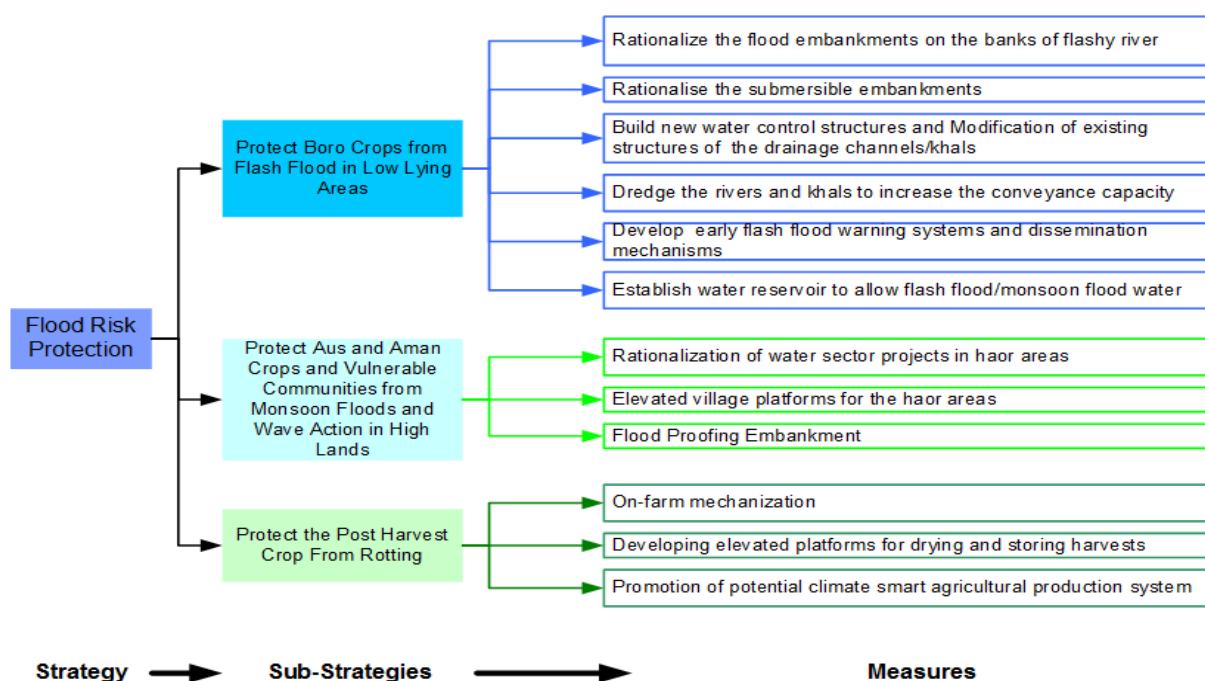 Rationalize the flood embankments on the banks of flashy river
Rationalise the submersible embankments
Protect Boro Crops from
Flash Flood in Low Lying
Areas
Build new water control structures and Modification of existing
structures of the drainage channels/khals
Dredge the rivers and khals to increase the conveyance capacity
Develop early flash flood warning systems and dissemination
mechanisms
Establish water reservoir to allow flash flood/monsoon flood water
Flood Risk
Protection
Protect Aus and Aman
Crops and Vulnerable
Communities from
Monsoon Floods and
Wave Action in High
Lands
Rationalization of water sector projects in haor areas
Elevated village platforms for the haor areas
Flood Proofing Embankment
Protect the Post Harvest
Crop From Rotting
On-farm mechanization
Developing elevated platforms for drying and storing harvests
Promotion of potential climate smart agricultural production system
Strategy
Sub-Strategies
Measures